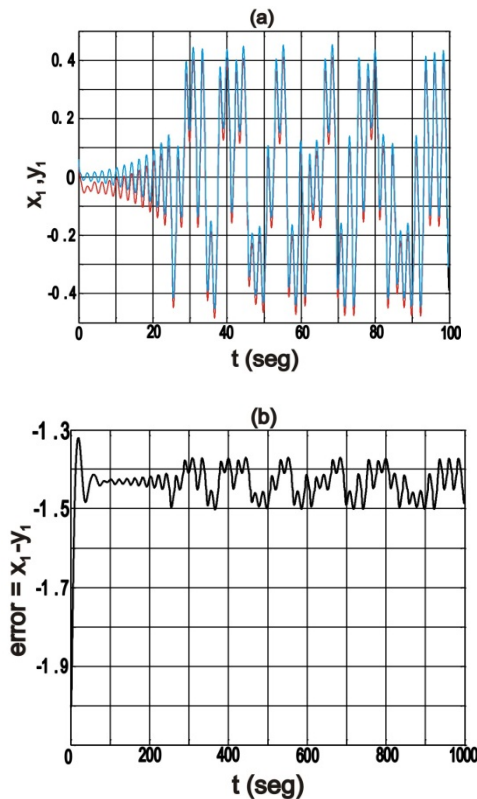 (a)
0.4
0.2
0
-0.2
-0.4
x₁,y₁
0 20 40 60 80 100
t (seg)
(b)
-1.3
-1.5
-1.7
-1.9
error = x₁-y₁
0 200 400 600 800 1000
t (seg)